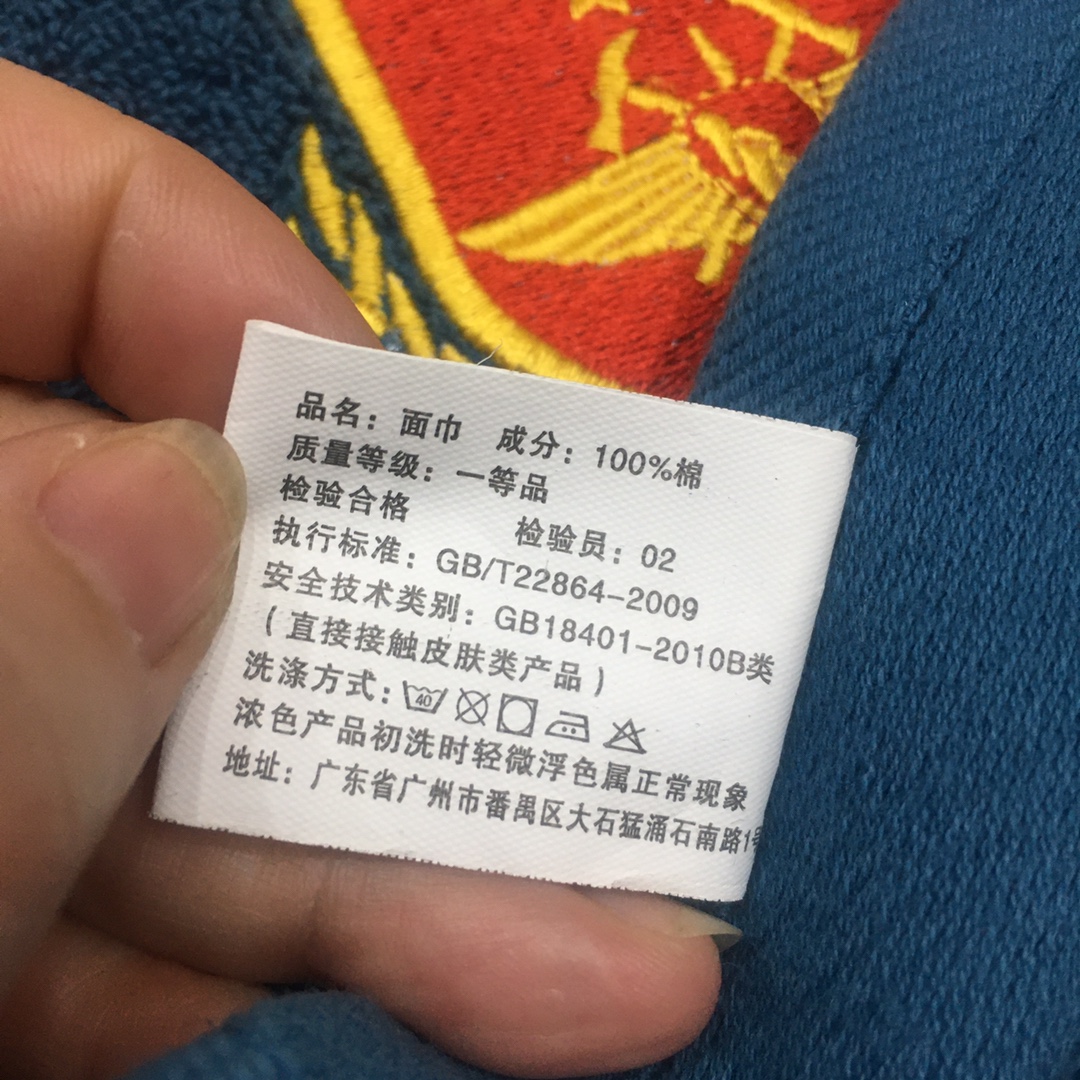 品名：面巾 成分：100%棉
质量等级：一等品
检验合格 检验员：02
执行标准：GB/T22864-2009
安全技术类别：GB18401-2010B类
（直接接触皮肤类产品）
洗涤方式： 40
浓色产品初洗时轻微浮色属正常现象
地址：广东省广州市番禺区大石猛涌石南路1号